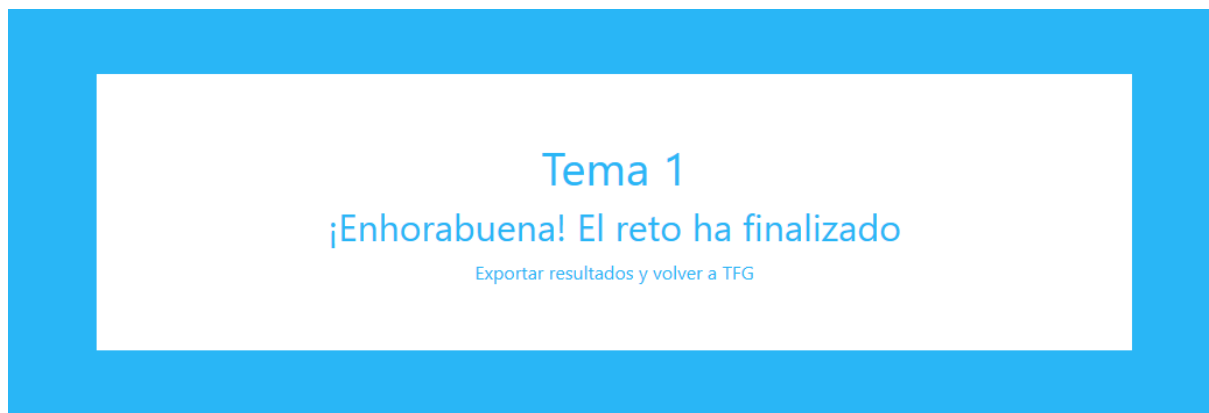 Tema 1
¡Enhorabuena! El reto ha finalizado
Exportar resultados y volver a TFG